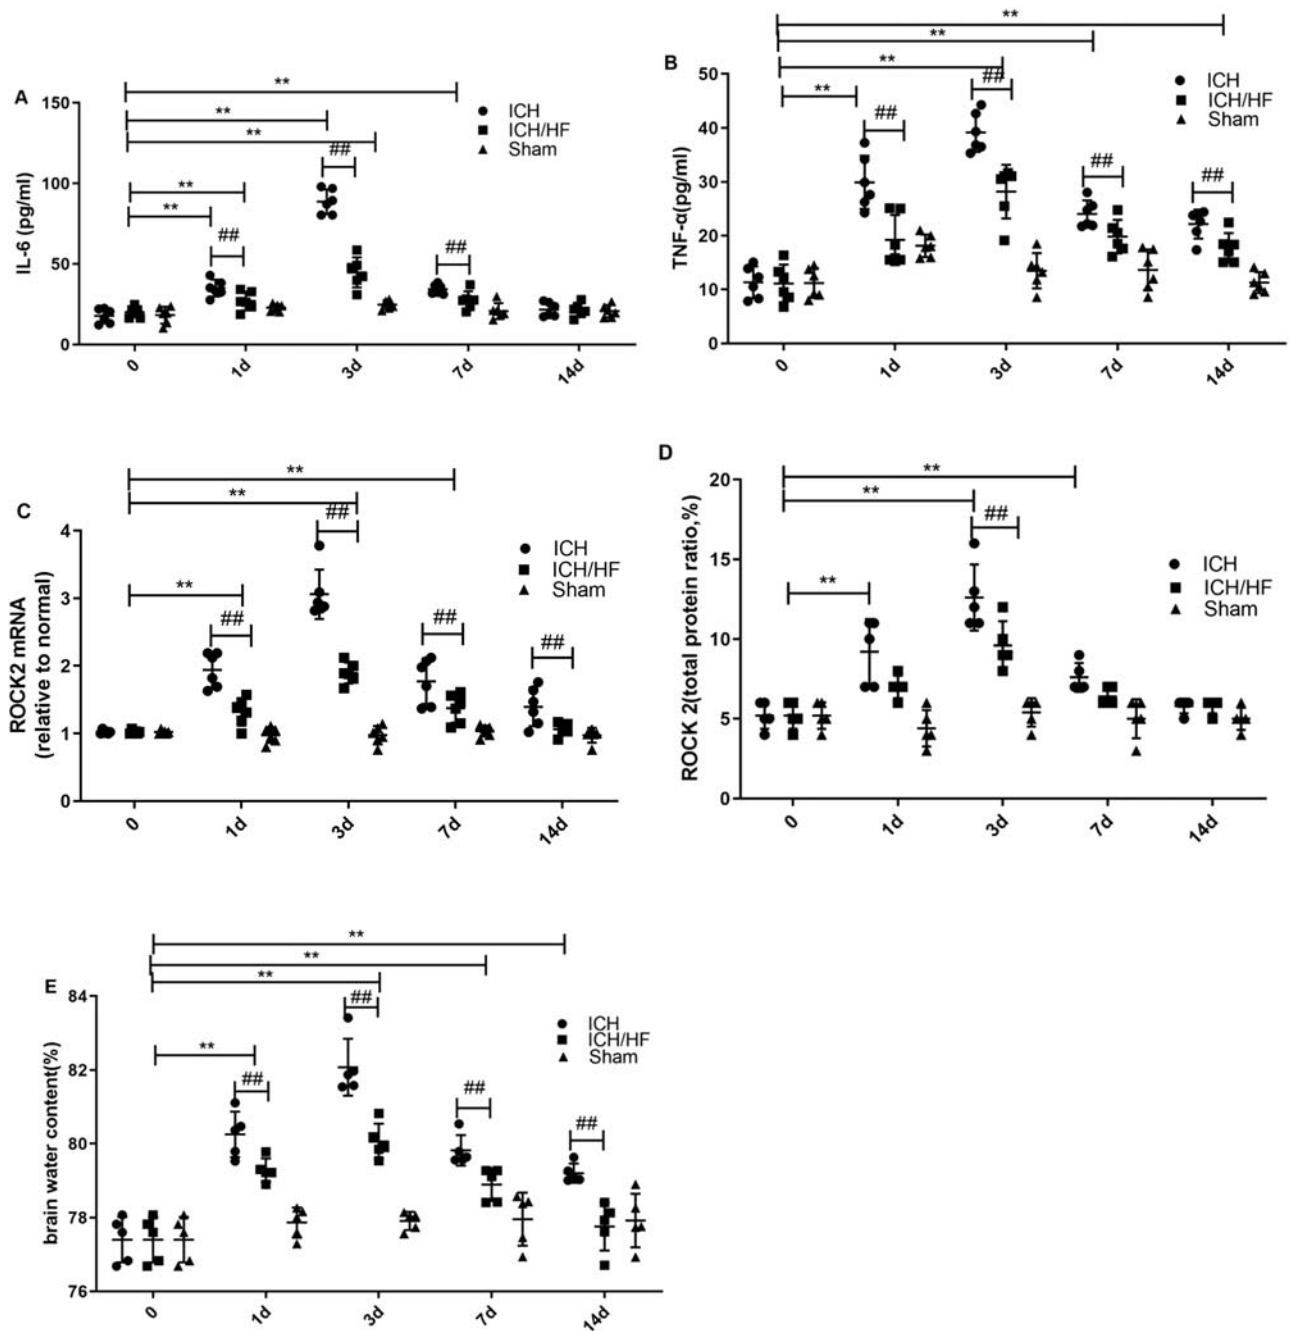 A
IL-6 (pg/ml)
150
100
50
0
**
**
**
**
**
##
##
##
ICH
ICH/HF
Sham
0 1d 3d 7d 14d
B
TNF-α(pg/ml)
50
40
30
20
10
0
**
**
**
**
##
##
##
##
ICH
ICH/HF
Sham
0 1d 3d 7d 14d
C
ROCK2 mRNA
(relative to normal)
4
3
2
1
0
**
**
**
##
##
##
##
ICH
ICH/HF
Sham
0 1d 3d 7d 14d
D
ROCK 2(total protein ratio,%)
20
15
10
5
0
**
**
**
##
ICH
ICH/HF
Sham
0 1d 3d 7d 14d
E
brain water content(%)
84
82
80
78
76
**
**
**
**
##
##
##
##
ICH
ICH/HF
Sham
0 1d 3d 7d 14d